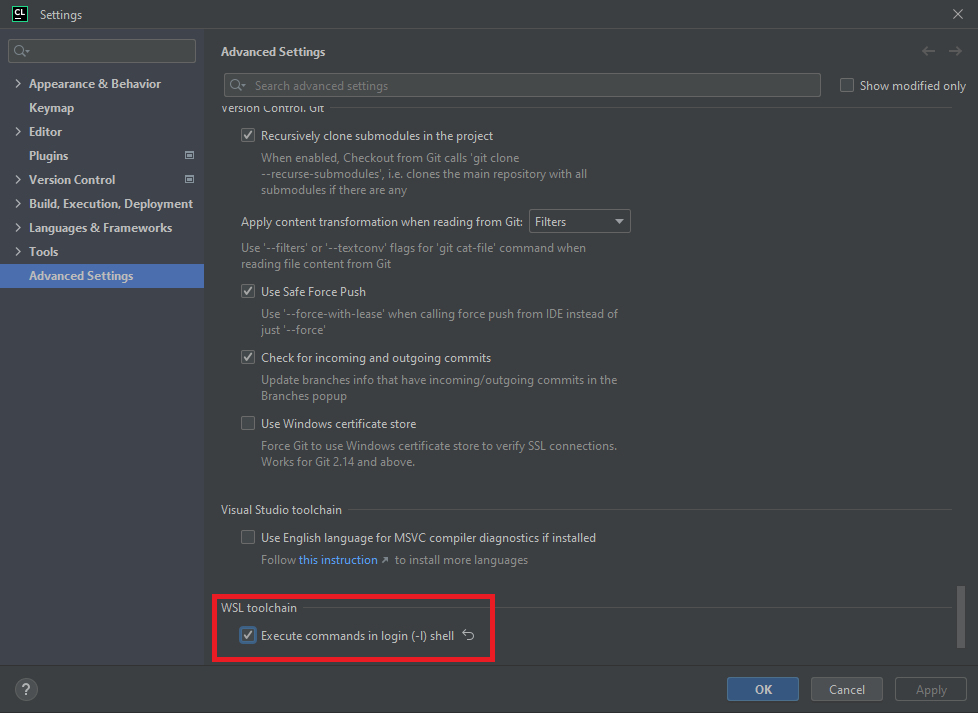 CL
Settings
Advanced Settings
Search advanced settings
Show modified only
Appearance & Behavior
Keymap
Editor
Plugins
Version Control
Build, Execution, Deployment
Languages & Frameworks
Tools
Advanced Settings
Version Control. Git
Recursively clone submodules in the project
When enabled, Checkout from Git calls 'git clone
--recurse-submodules', i.e. clones the main repository with all
submodules if there are any
Apply content transformation when reading from Git: Filters
Use '--filters' or '--textconv' flags for 'git cat-file' command when
reading file content from Git
Use Safe Force Push
Use '--force-with-lease' when calling force push from IDE instead of
just '--force'
Check for incoming and outgoing commits
Update branches info that have incoming/outgoing commits in the
Branches popup
Use Windows certificate store
Force Git to use Windows certificate store to verify SSL connections.
Works for Git 2.14 and above.
Visual Studio toolchain
Use English language for MSVC compiler diagnostics if installed
Follow this instruction ↗ to install more languages
WSL toolchain
Execute commands in login (-l) shell
?
OK
Cancel
Apply